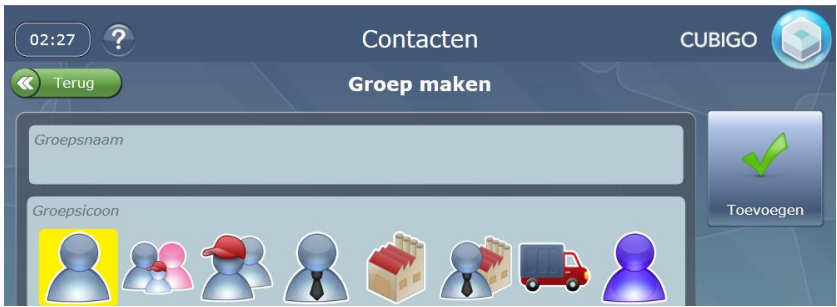 02:27 ? Contacten CUBIGO
Terug Groep maken
Groepsnaam
Groepsicoon
Toevoegen